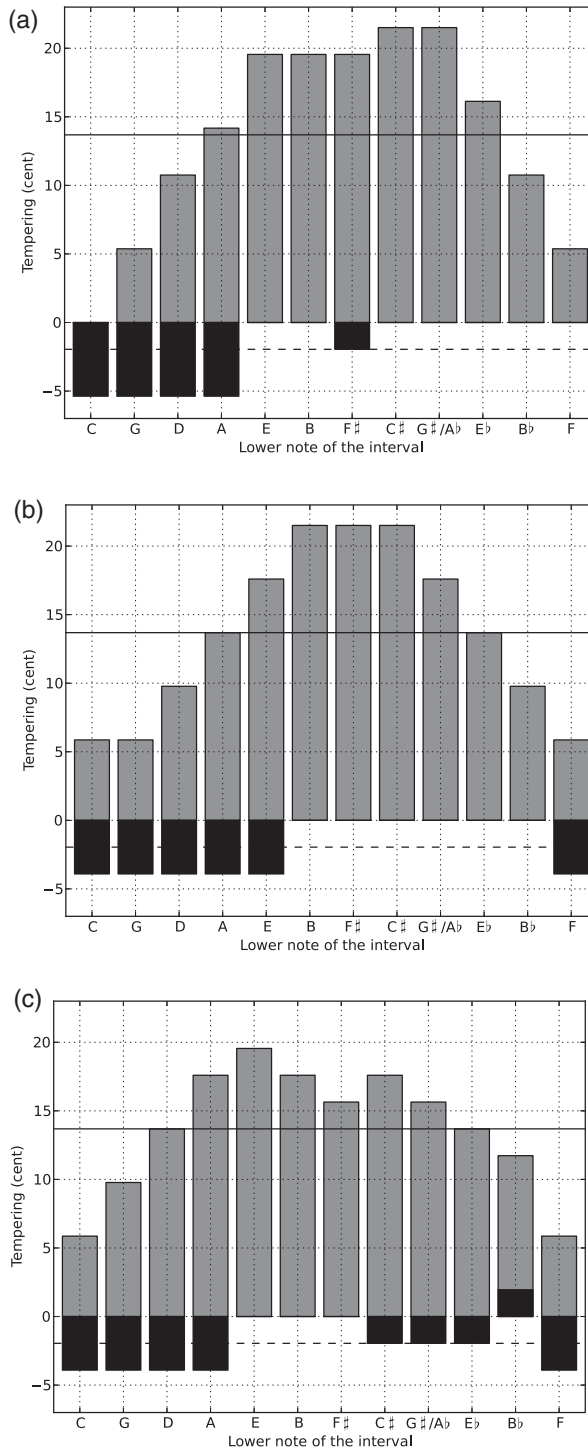 (a)
20
15
10
5
0
−5
Tempering (cent)
C G D A E B F♯ C♯ G♯/A♭ E♭ B♭ F
Lower note of the interval
(b)
20
15
10
5
0
−5
Tempering (cent)
C G D A E B F♯ C♯ G♯/A♭ E♭ B♭ F
Lower note of the interval
(c)
20
15
10
5
0
−5
Tempering (cent)
C G D A E B F♯ C♯ G♯/A♭ E♭ B♭ F
Lower note of the interval